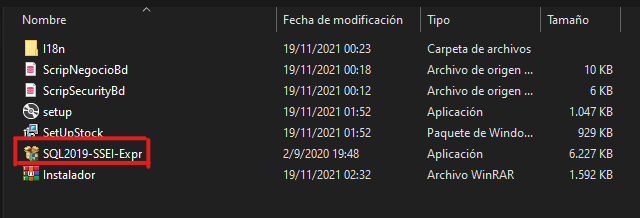 Nombre Fecha de modificación Tipo Tamaño
I18n 19/11/2021 00:23 Carpeta de archivos
ScripNegocioBd 19/11/2021 00:18 Archivo de origen ... 10 KB
ScripSecurityBd 19/11/2021 00:12 Archivo de origen ... 6 KB
setup 19/11/2021 01:52 Aplicación 1.047 KB
SetUpStock 19/11/2021 01:52 Paquete de Windo... 929 KB
SQL2019-SSEI-Expr 2/9/2020 19:48 Aplicación 6.227 KB
Instalador 19/11/2021 02:32 Archivo WinRAR 1.592 KB